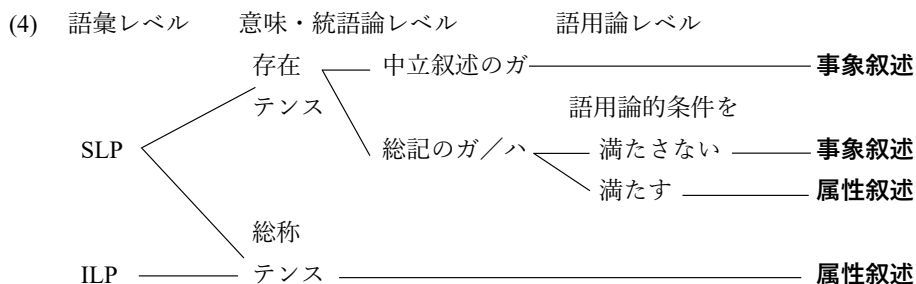 (4) 語彙レベル 意味・統語論レベル 語用論レベル
存在 中立叙述のガ 事象叙述
テンス 語用論的条件を
SLP 総記のガ／ハ 満たさない 事象叙述
満たす 属性叙述
総称
ILP テンス 属性叙述